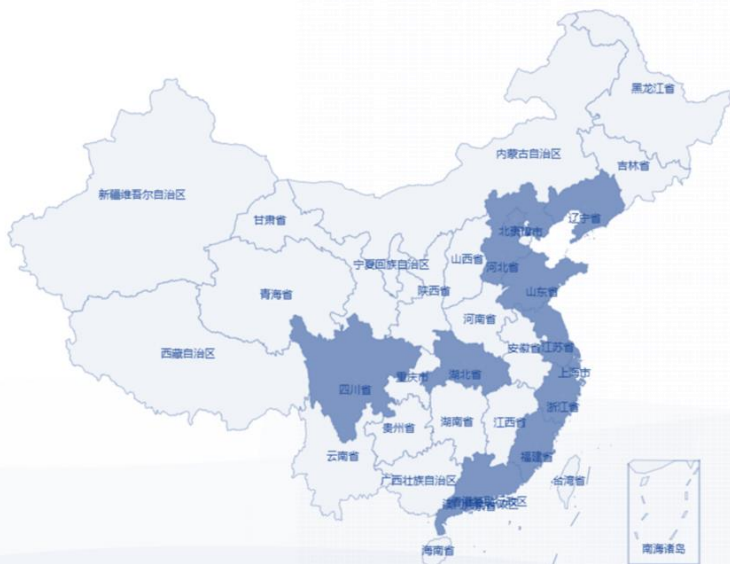 黑龙江省
内蒙古自治区
吉林省
新疆维吾尔自治区
甘肃省
辽宁省
宁夏回族自治区
山西省
河北省
青海省
陕西省
山东省
河南省
西藏自治区
安徽省
江苏省
上海市
重庆市
湖北省
四川省
浙江省
贵州省
湖南省
江西省
云南省
福建省
广西壮族自治区
台湾省
海南省
南海诸岛